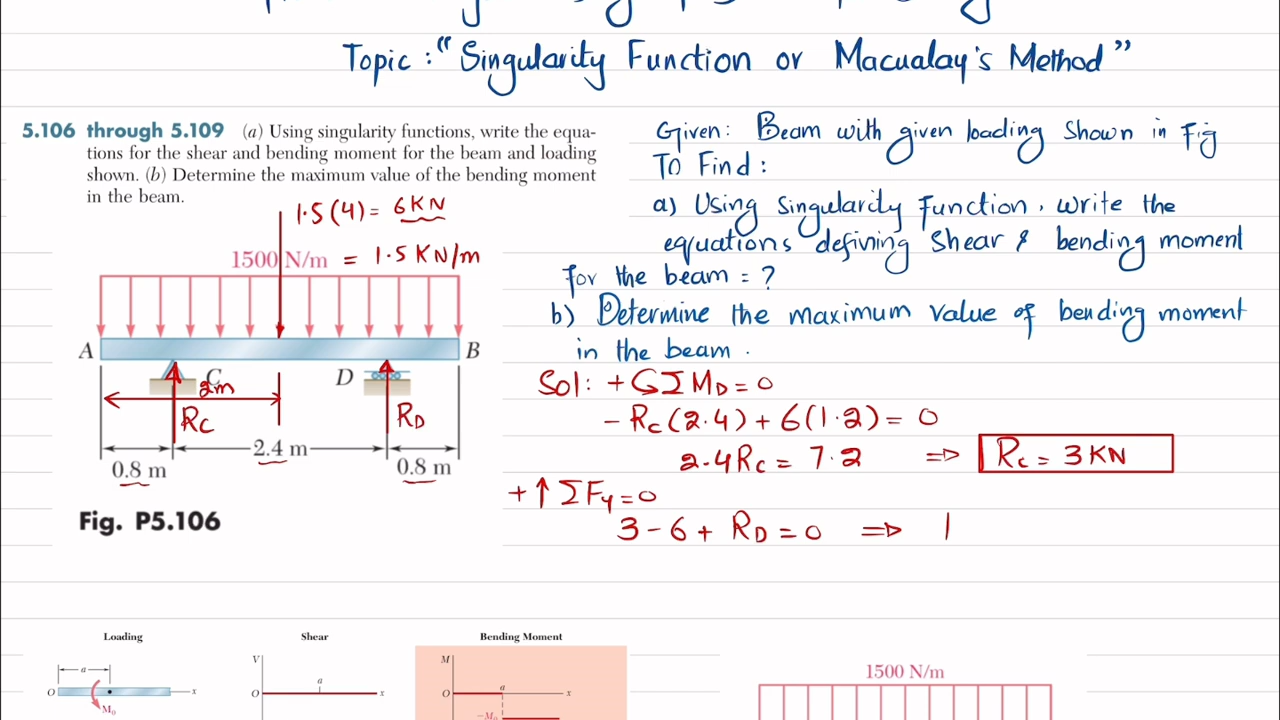 Topic : "Singularity Function or Macualay's Method"
5.106 through 5.109 (a) Using singularity functions, write the equa-
tions for the shear and bending moment for the beam and loading
shown. (b) Determine the maximum value of the bending moment
in the beam.
1.5(4) = 6KN
1500 N/m = 1.5 KN/m
A
B
C
D
2m
RC
RD
2.4 m
0.8 m
0.8 m
Fig. P5.106
Given: Beam with given loading Shown in Fig
To Find :
a) Using Singularity Function, Write the
equations defining Shear & bending moment
for the beam = ?
b) Determine the maximum value of bending moment
in the beam .
Sol: +G Σ MD = 0
- RC (2.4) + 6(1.2) = 0
2.4RC = 7.2 => RC = 3KN
+↑ ΣFy = 0
3 - 6 + RD = 0 => |
Loading
Shear
Bending Moment
a
O
x
M₀
V
a
O
x
M
a
O
x
-M₀
1500 N/m